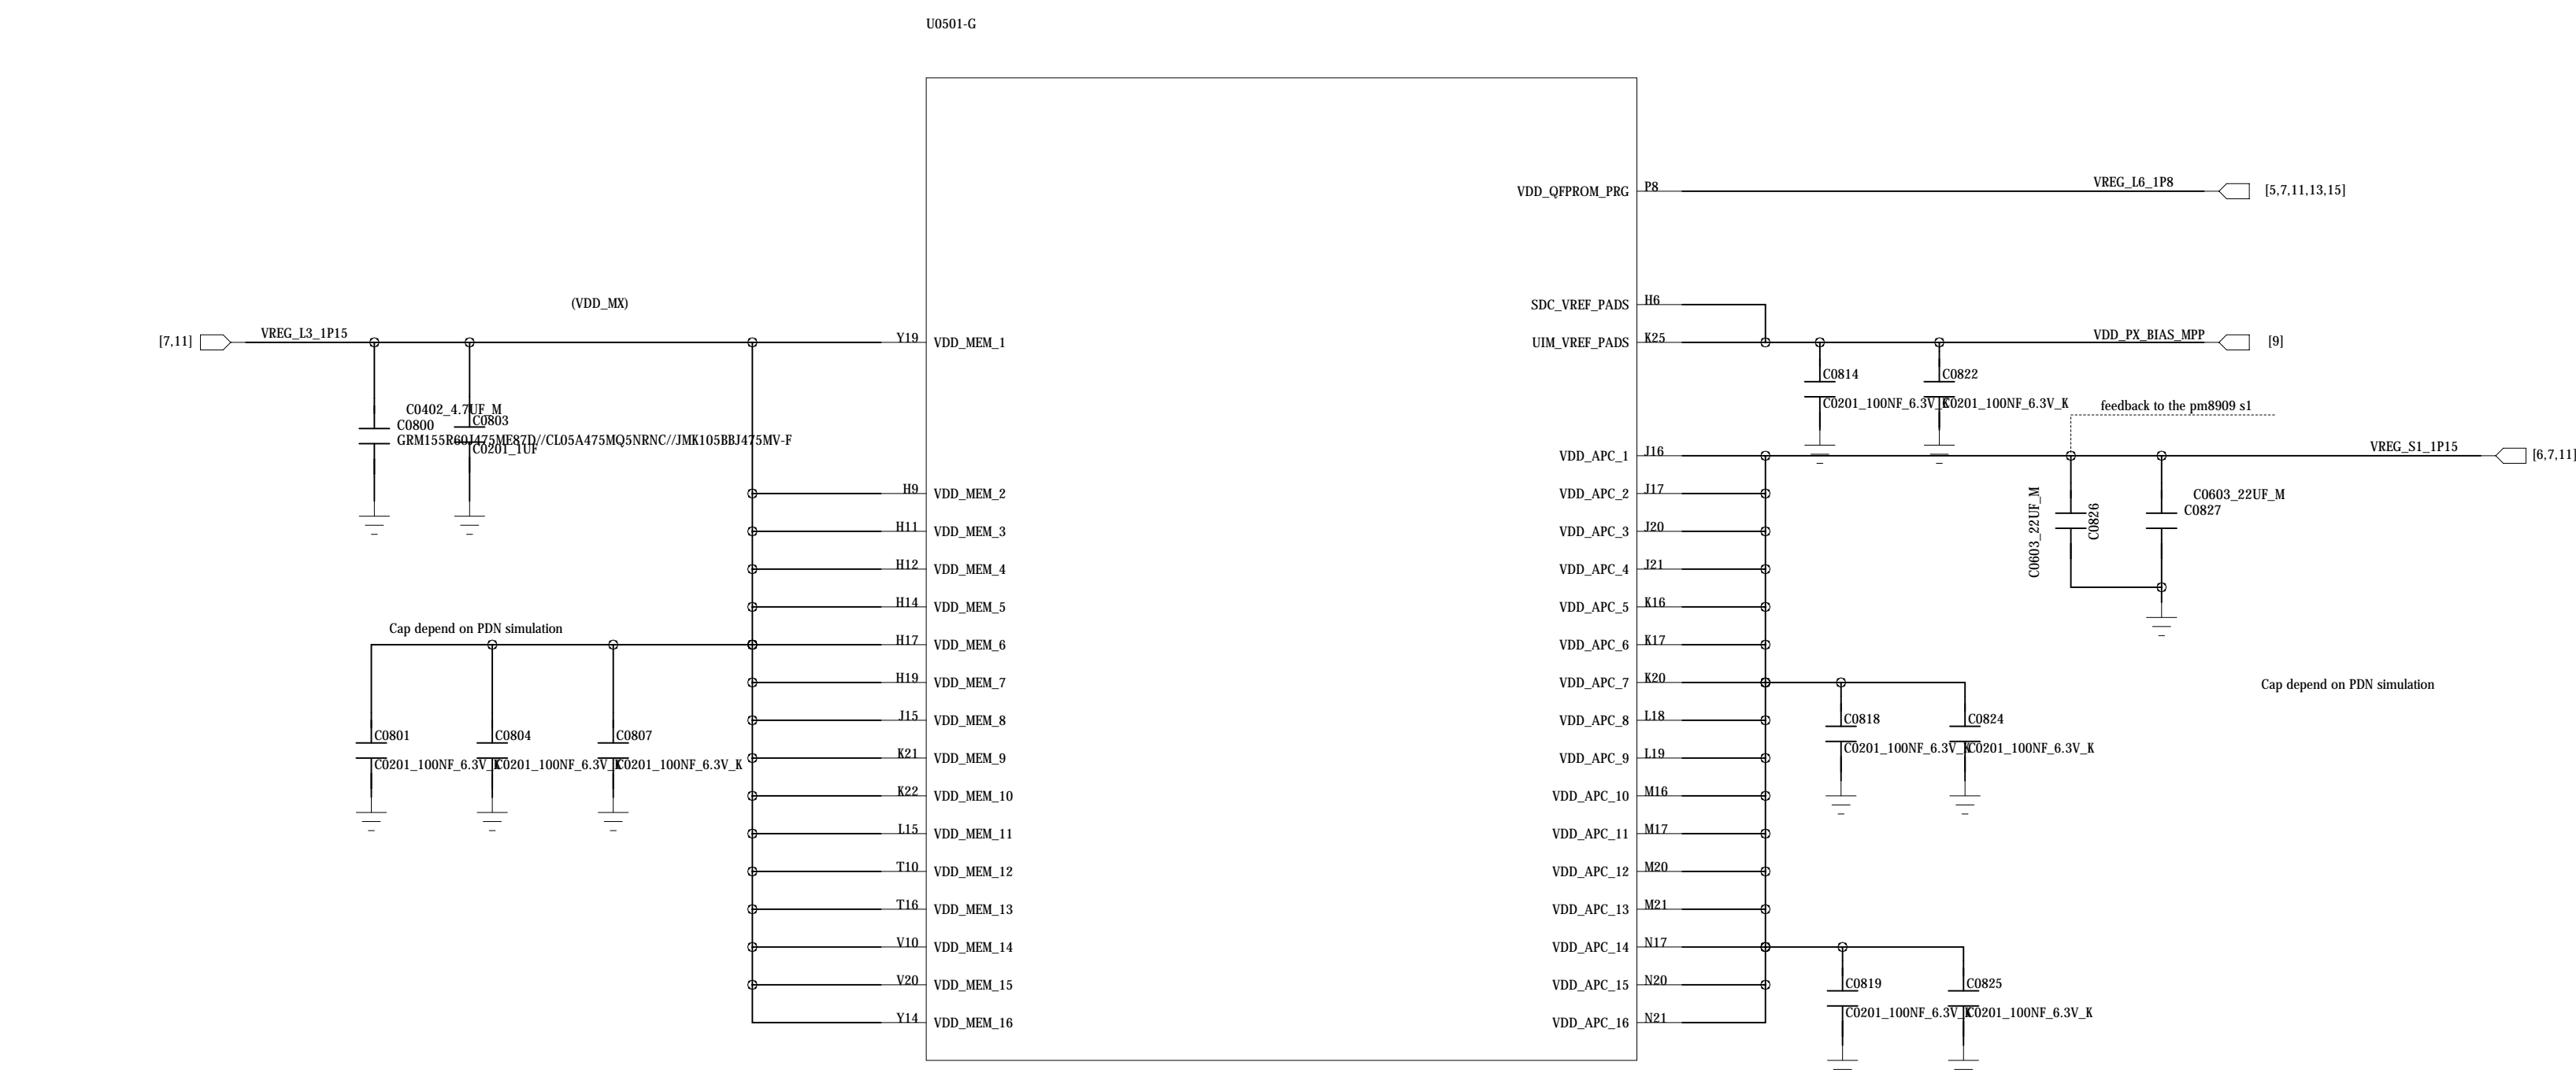 U0501-G
VDD_QFPROM_PRG P8 VREG_L6_1P8 [5,7,11,13,15]
(VDD_MX)
SDC_VREF_PADS H6
[7,11] VREG_L3_1P15 Y19 VDD_MEM_1
UIM_VREF_PADS K25 VDD_PX_BIAS_MPP [9]
C0814
C0201_100NF_6.3V_K
C0822
C0201_100NF_6.3V_K
feedback to the pm8909 s1
C0402_4.7UF_M
C0800
GRM155R60J475ME87D//CL05A475MQ5NRNC//JMK105BBJ475MV-F
C0803
C0201_1UF
VDD_APC_1 J16 VREG_S1_1P15 [6,7,11]
H9 VDD_MEM_2
VDD_APC_2 J17
C0603_22UF_M
C0826
C0603_22UF_M
C0827
H11 VDD_MEM_3
VDD_APC_3 J20
H12 VDD_MEM_4
VDD_APC_4 J21
H14 VDD_MEM_5
VDD_APC_5 K16
Cap depend on PDN simulation
H17 VDD_MEM_6
VDD_APC_6 K17
H19 VDD_MEM_7
VDD_APC_7 K20
Cap depend on PDN simulation
J15 VDD_MEM_8
VDD_APC_8 L18
C0801
C0201_100NF_6.3V_K
C0804
C0201_100NF_6.3V_K
C0807
C0201_100NF_6.3V_K
C0818
C0201_100NF_6.3V_K
C0824
C0201_100NF_6.3V_K
K21 VDD_MEM_9
VDD_APC_9 L19
K22 VDD_MEM_10
VDD_APC_10 M16
L15 VDD_MEM_11
VDD_APC_11 M17
T10 VDD_MEM_12
VDD_APC_12 M20
T16 VDD_MEM_13
VDD_APC_13 M21
V10 VDD_MEM_14
VDD_APC_14 N17
V20 VDD_MEM_15
VDD_APC_15 N20
C0819
C0201_100NF_6.3V_K
C0825
C0201_100NF_6.3V_K
Y14 VDD_MEM_16
VDD_APC_16 N21